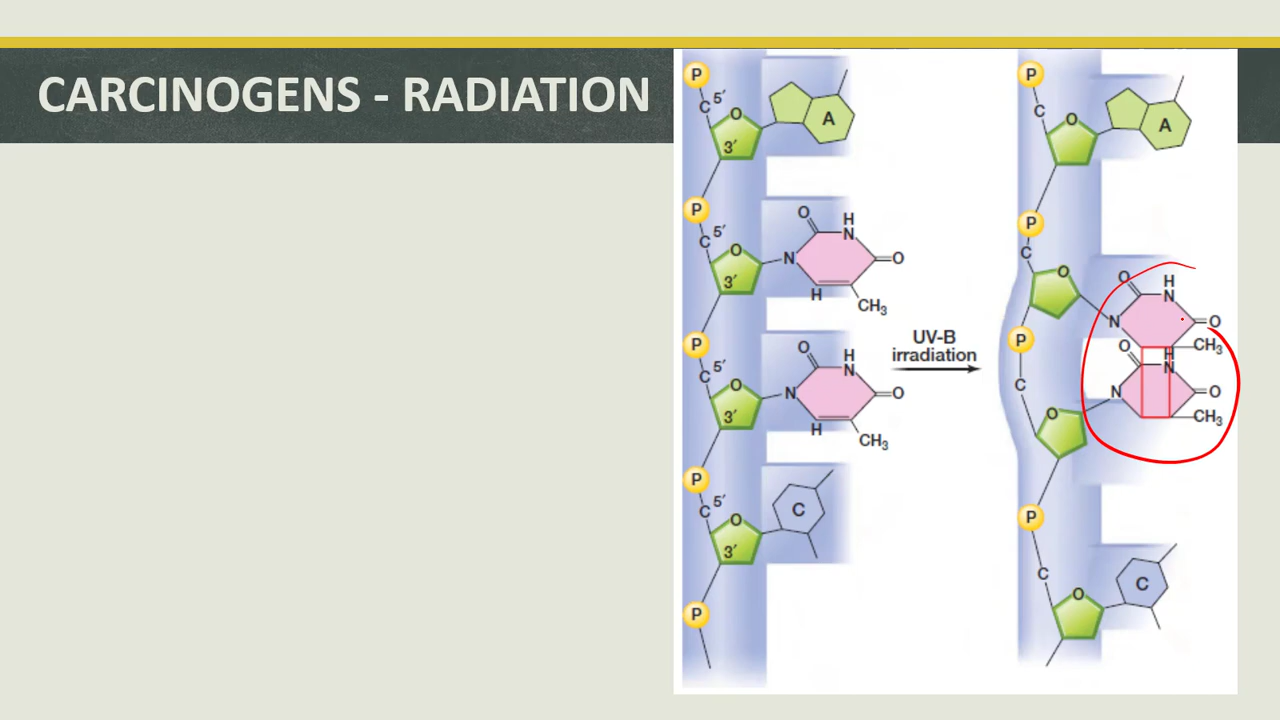 CARCINOGENS - RADIATION
P
C 5′
O
3′
A
P
C 5′
O
3′
N
O
H
N
O
H
CH₃
P
C 5′
O
3′
N
O
H
N
O
H
CH₃
P
C 5′
O
3′
C
P
UV-B
irradiation
P
C
O
A
P
C
O
N
O
H
N
O
CH₃
P
C
O
N
O
H
N
O
CH₃
P
C
O
C